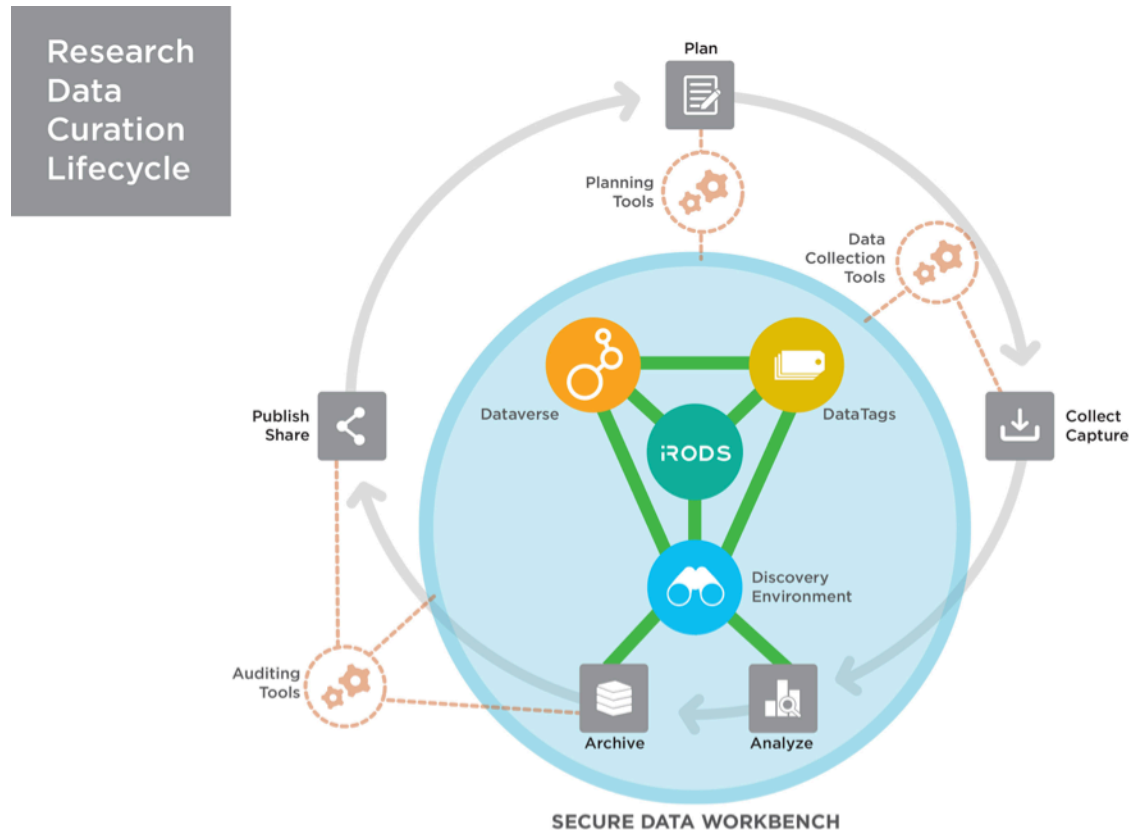 Research
Data
Curation
Lifecycle
Plan
Planning
Tools
Data
Collection
Tools
Dataverse
DataTags
iRODS
Publish
Share
Collect
Capture
Discovery
Environment
Auditing
Tools
Archive
Analyze
SECURE DATA WORKBENCH